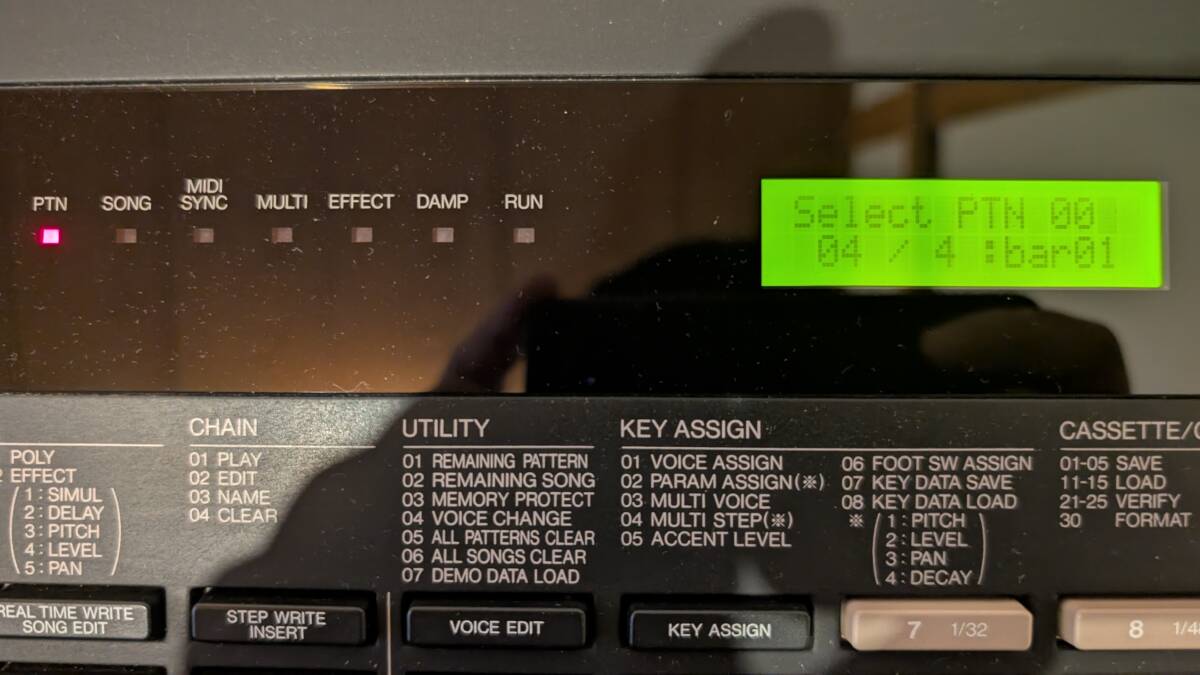 PTN
SONG
MIDI
SYNC
MULTI
EFFECT
DAMP
RUN
Select PTN 00
04 / 4 :bar01
POLY
EFFECT
1 : SIMUL
2 : DELAY
3 : PITCH
4 : LEVEL
5 : PAN
CHAIN
01 PLAY
02 EDIT
03 NAME
04 CLEAR
UTILITY
01 REMAINING PATTERN
02 REMAINING SONG
03 MEMORY PROTECT
04 VOICE CHANGE
05 ALL PATTERNS CLEAR
06 ALL SONGS CLEAR
07 DEMO DATA LOAD
KEY ASSIGN
01 VOICE ASSIGN
02 PARAM ASSIGN(※)
03 MULTI VOICE
04 MULTI STEP(※)
05 ACCENT LEVEL
06 FOOT SW ASSIGN
07 KEY DATA SAVE
08 KEY DATA LOAD
※ (1 : PITCH
2 : LEVEL
3 : PAN
4 : DECAY)
CASSETTE/
01-05 SAVE
11-15 LOAD
21-25 VERIFY
30 FORMAT
REAL TIME WRITE
SONG EDIT
STEP WRITE
INSERT
VOICE EDIT
KEY ASSIGN
7 1/32
8